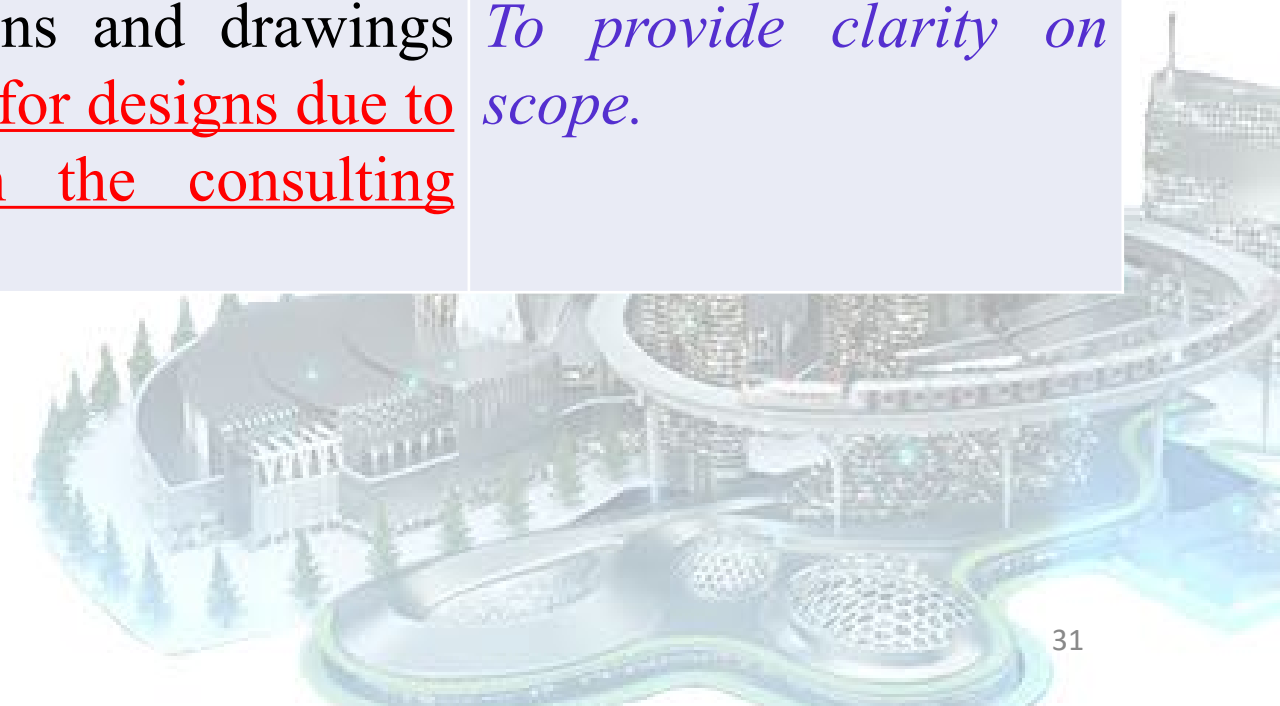 ns and drawings
for designs due to
the consulting
To provide clarity on
scope.
31